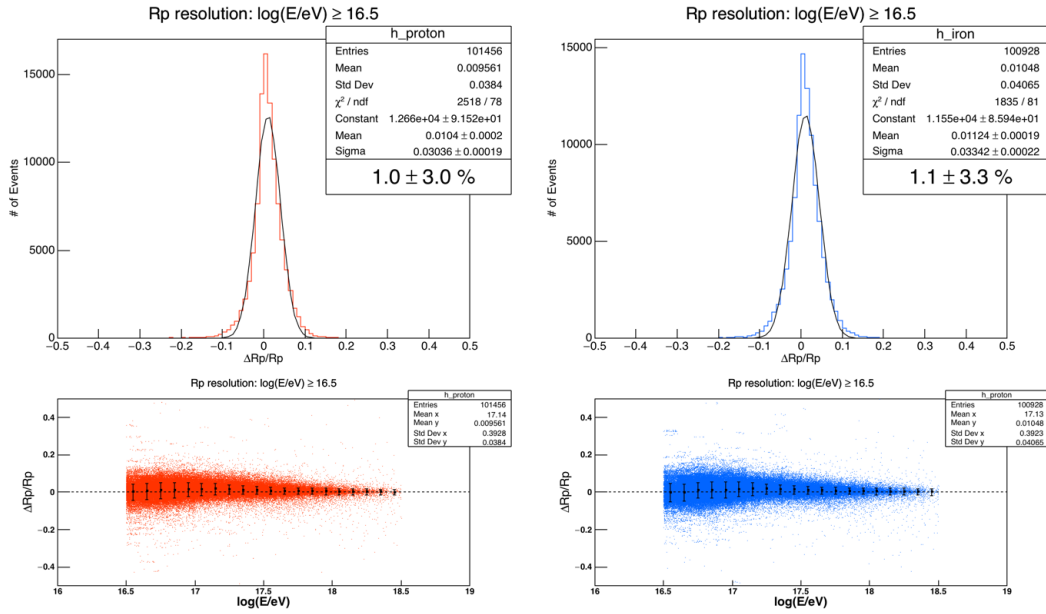 Rp resolution: log(E/eV) ≥ 16.5
h_proton
Entries 101456
Mean 0.009561
Std Dev 0.0384
χ² / ndf 2518 / 78
Constant 1.266e+04 ± 9.152e+01
Mean 0.0104 ± 0.0002
Sigma 0.03036 ± 0.00019
1.0 ± 3.0 %
# of Events
15000
10000
5000
0
−0.5 −0.4 −0.3 −0.2 −0.1 0 0.1 0.2 0.3 0.4 0.5
ΔRp/Rp
Rp resolution: log(E/eV) ≥ 16.5
h_iron
Entries 100928
Mean 0.01048
Std Dev 0.04065
χ² / ndf 1835 / 81
Constant 1.155e+04 ± 8.594e+01
Mean 0.01124 ± 0.00019
Sigma 0.03342 ± 0.00022
1.1 ± 3.3 %
# of Events
15000
10000
5000
0
−0.5 −0.4 −0.3 −0.2 −0.1 0 0.1 0.2 0.3 0.4 0.5
ΔRp/Rp
Rp resolution: log(E/eV) ≥ 16.5
h_proton
Entries 101456
Mean x 17.14
Mean y 0.009561
Std Dev x 0.3928
Std Dev y 0.0384
ΔRp/Rp
0.4
0.2
0
−0.2
−0.4
16 16.5 17 17.5 18 18.5 19
log(E/eV)
Rp resolution: log(E/eV) ≥ 16.5
h_proton
Entries 100928
Mean x 17.13
Mean y 0.01048
Std Dev x 0.3923
Std Dev y 0.04065
ΔRp/Rp
0.4
0.2
0
−0.2
−0.4
16 16.5 17 17.5 18 18.5 19
log(E/eV)